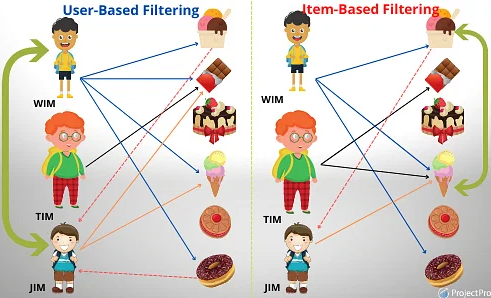 User-Based Filtering
WIM
TIM
JIM
Item-Based Filtering
WIM
TIM
JIM
ProjectPro